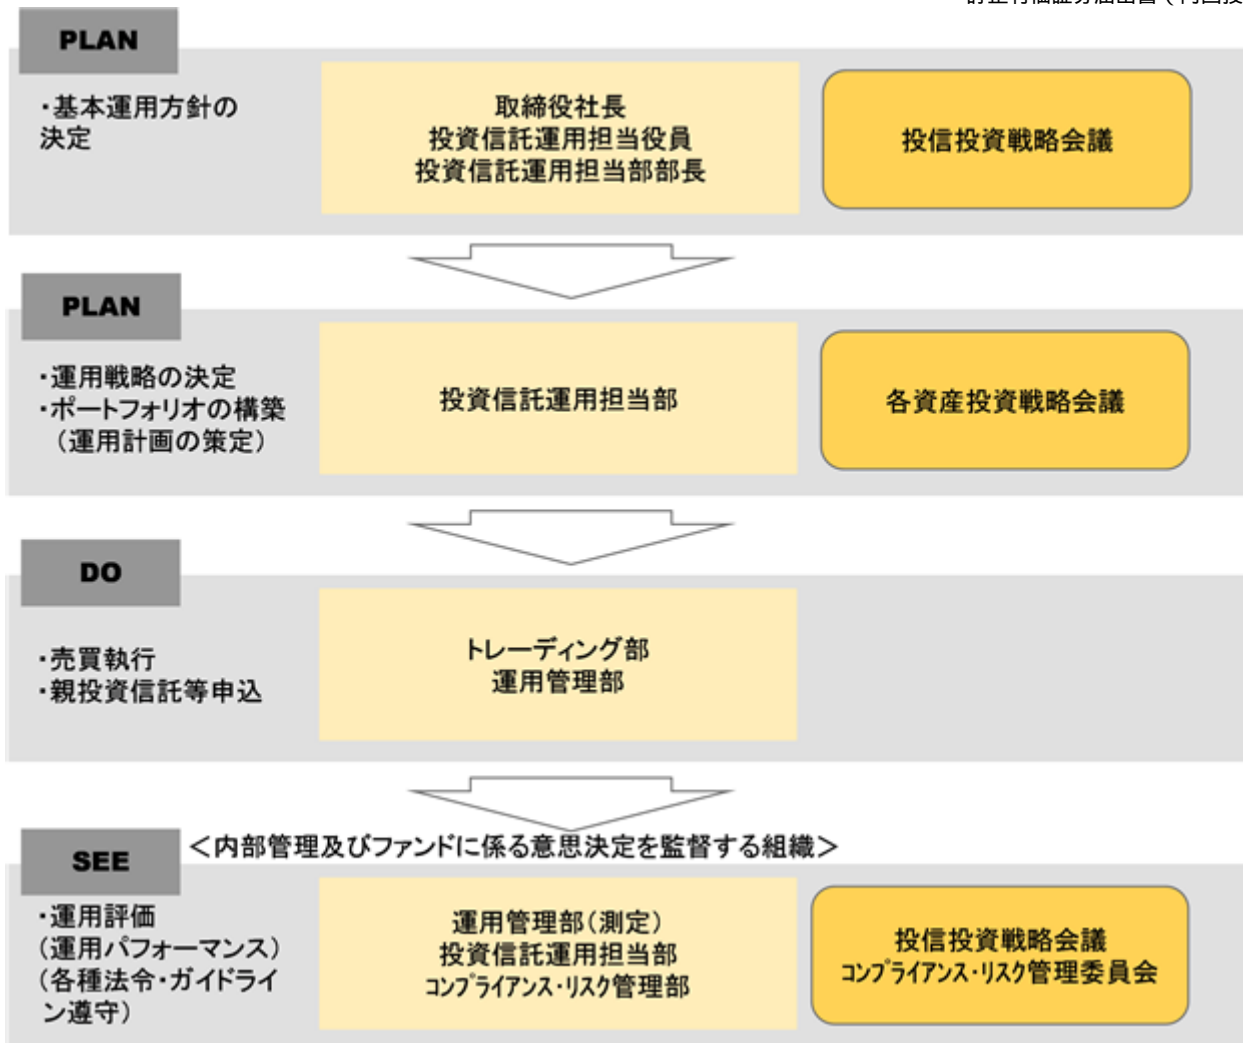 PLAN
・基本運用方針の
決定
取締役社長
投資信託運用担当役員
投資信託運用担当部部長
投信投資戦略会議
PLAN
・運用戦略の決定
・ポートフォリオの構築
（運用計画の策定）
投資信託運用担当部
各資産投資戦略会議
DO
・売買執行
・親投資信託等申込
トレーディング部
運用管理部
＜内部管理及びファンドに係る意思決定を監督する組織＞
SEE
・運用評価
(運用パフォーマンス)
(各種法令・ガイドライ
ン遵守)
運用管理部(測定)
投資信託運用担当部
コンプライアンス・リスク管理部
投信投資戦略会議
コンプライアンス・リスク管理委員会